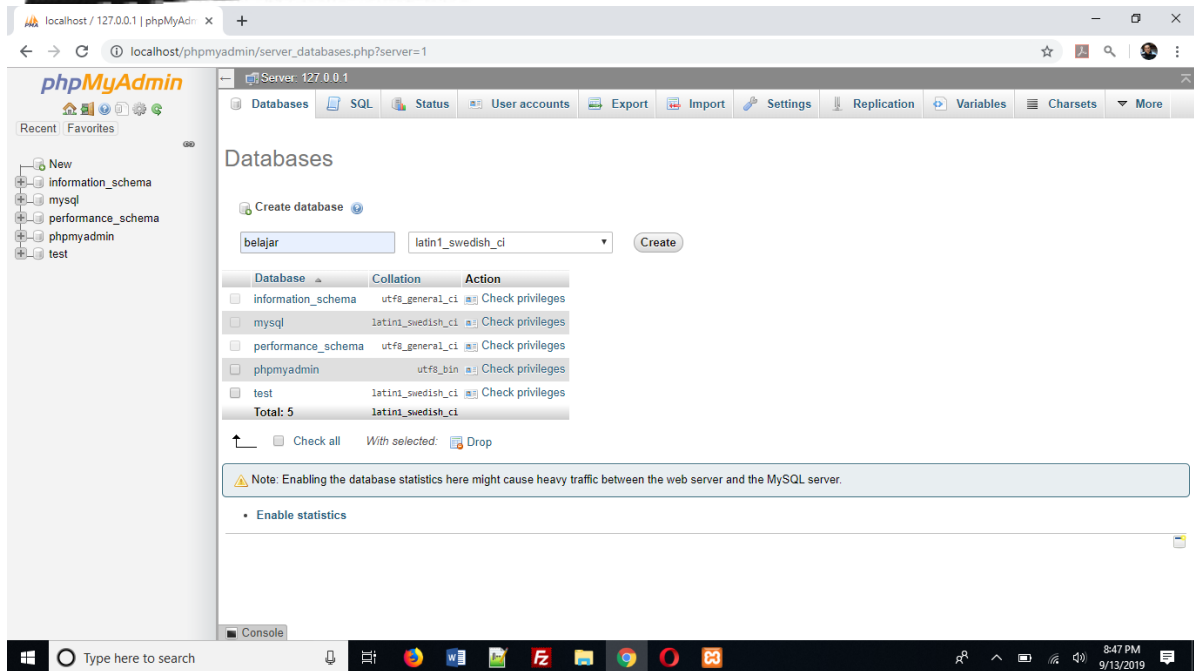 localhost / 127.0.0.1 | phpMyAdn
localhost/phpmyadmin/server_databases.php?server=1
phpMyAdmin
Recent Favorites
New
information_schema
mysql
performance_schema
phpmyadmin
test
Server: 127.0.0.1
Databases SQL Status User accounts Export Import Settings Replication Variables Charsets More
Databases
Create database
belajar latin1_swedish_ci Create
Database Collation Action
information_schema utf8_general_ci Check privileges
mysql latin1_swedish_ci Check privileges
performance_schema utf8_general_ci Check privileges
phpmyadmin utf8_bin Check privileges
test latin1_swedish_ci Check privileges
Total: 5 latin1_swedish_ci
Check all With selected: Drop
Note: Enabling the database statistics here might cause heavy traffic between the web server and the MySQL server.
Enable statistics
Console
Type here to search
8:47 PM
9/13/2019